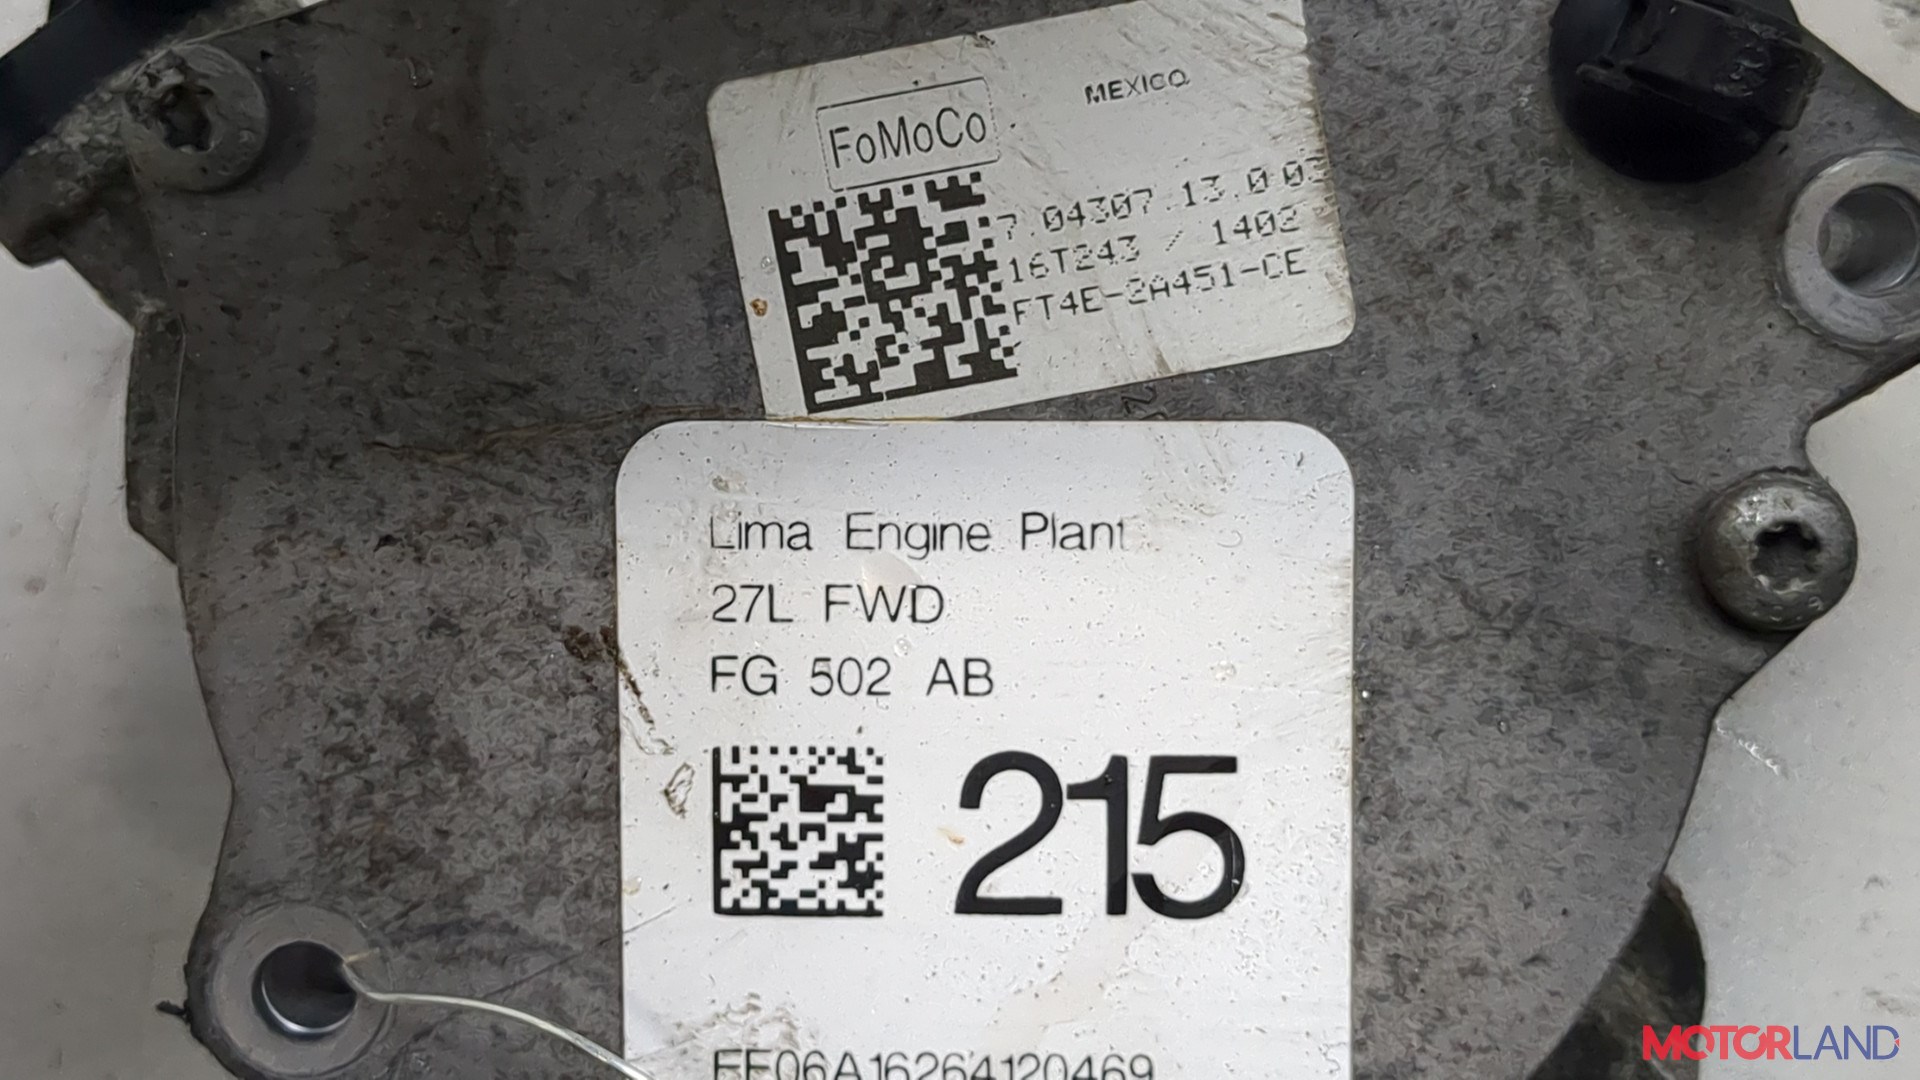 FoMoCo
MEXICO
7.04307.13.0 03
16T243 / 1402
FT4E-2A451-CE
Lima Engine Plant
27L FWD
FG 502 AB
215
EE06A16264120469
MOTORLAND